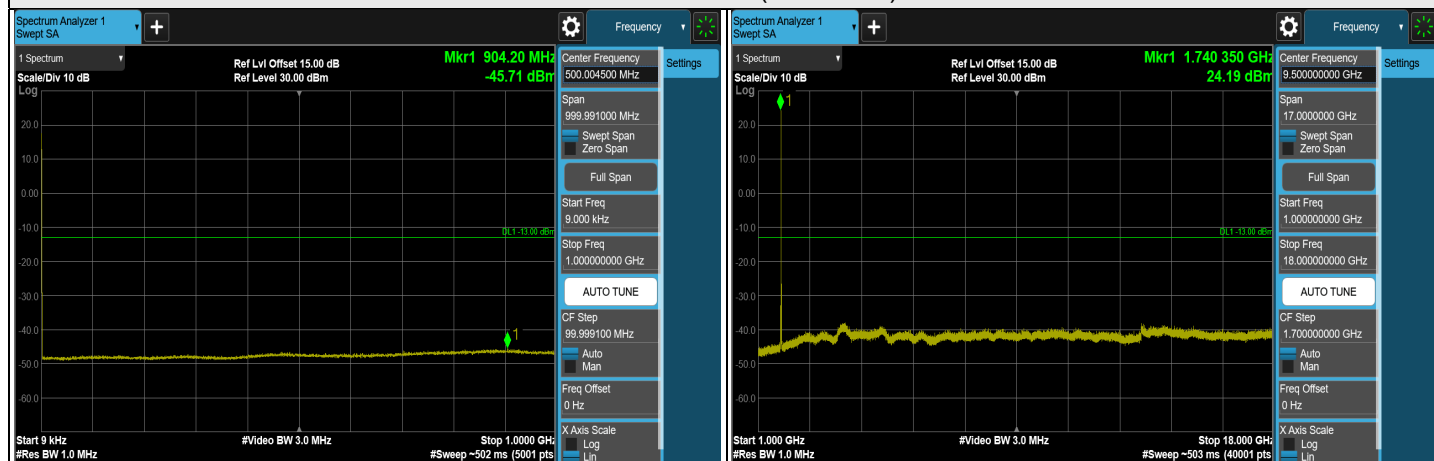 Spectrum Analyzer 1
Swept SA
+
Frequency
1 Spectrum
Scale/Div 10 dB
Ref Lvl Offset 15.00 dB
Ref Level 30.00 dBm
Mkr1 904.20 MHz
-45.71 dBm
Log
20.0
10.0
0.00
-10.0
-20.0
-30.0
-40.0
-50.0
-60.0
1
DL1 -13.00 dBm
Start 9 kHz
#Res BW 1.0 MHz
#Video BW 3.0 MHz
Stop 1.0000 GHz
#Sweep ~502 ms (5001 pts
Center Frequency
500.004500 MHz
Settings
Span
999.991000 MHz
Swept Span
Zero Span
Full Span
Start Freq
9.000 kHz
Stop Freq
1.000000000 GHz
AUTO TUNE
CF Step
99.999100 MHz
Auto
Man
Freq Offset
0 Hz
X Axis Scale
Log
Lin
Spectrum Analyzer 1
Swept SA
+
Frequency
1 Spectrum
Scale/Div 10 dB
Ref Lvl Offset 15.00 dB
Ref Level 30.00 dBm
Mkr1 1.740 350 GHz
24.19 dBm
Log
20.0
10.0
0.00
-10.0
-20.0
-30.0
-40.0
-50.0
-60.0
1
DL1 -13.00 dBm
Start 1.000 GHz
#Res BW 1.0 MHz
#Video BW 3.0 MHz
Stop 18.000 GHz
#Sweep ~503 ms (40001 pts
Center Frequency
9.500000000 GHz
Settings
Span
17.0000000 GHz
Swept Span
Zero Span
Full Span
Start Freq
1.000000000 GHz
Stop Freq
18.000000000 GHz
AUTO TUNE
CF Step
1.700000000 GHz
Auto
Man
Freq Offset
0 Hz
X Axis Scale
Log
Lin